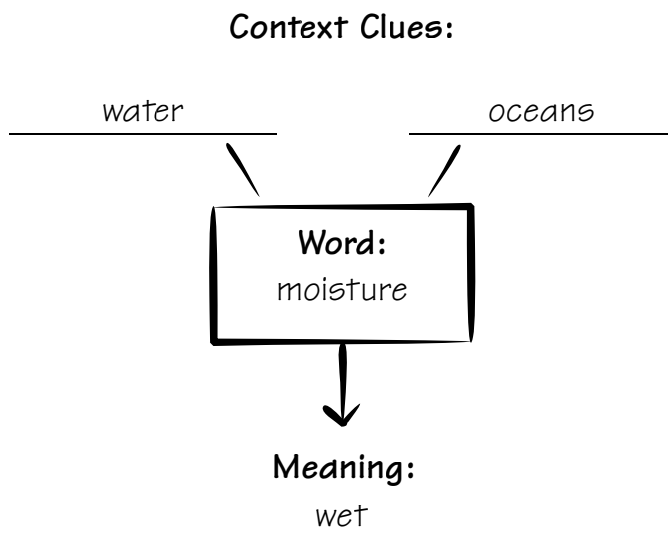 Context Clues:
water oceans
Word:
moisture
Meaning:
wet